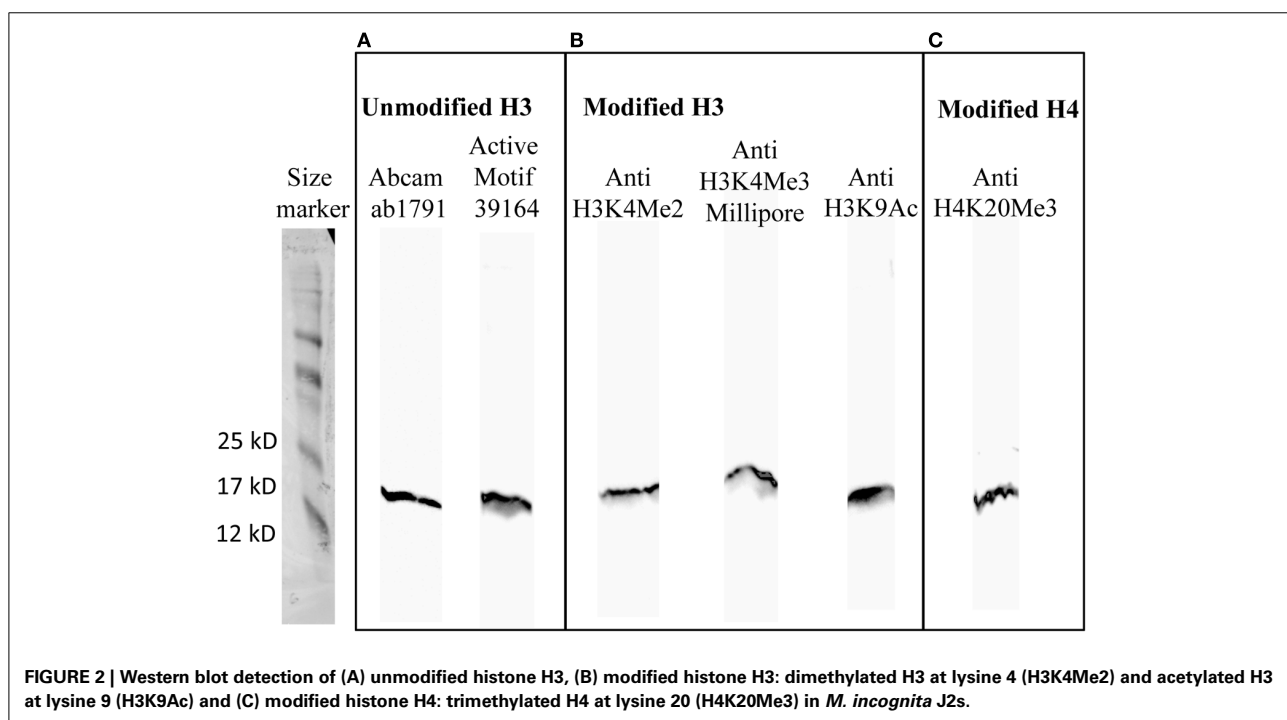 A
B
C
Unmodified H3
Modified H3
Modified H4
Size
marker
Abcam
ab1791
Active
Motif
39164
Anti
H3K4Me2
Anti
H3K4Me3
Millipore
Anti
H3K9Ac
Anti
H4K20Me3
25 kD
17 kD
12 kD
FIGURE 2 | Western blot detection of (A) unmodified histone H3, (B) modified histone H3: dimethylated H3 at lysine 4 (H3K4Me2) and acetylated H3
at lysine 9 (H3K9Ac) and (C) modified histone H4: trimethylated H4 at lysine 20 (H4K20Me3) in M. incognita J2s.